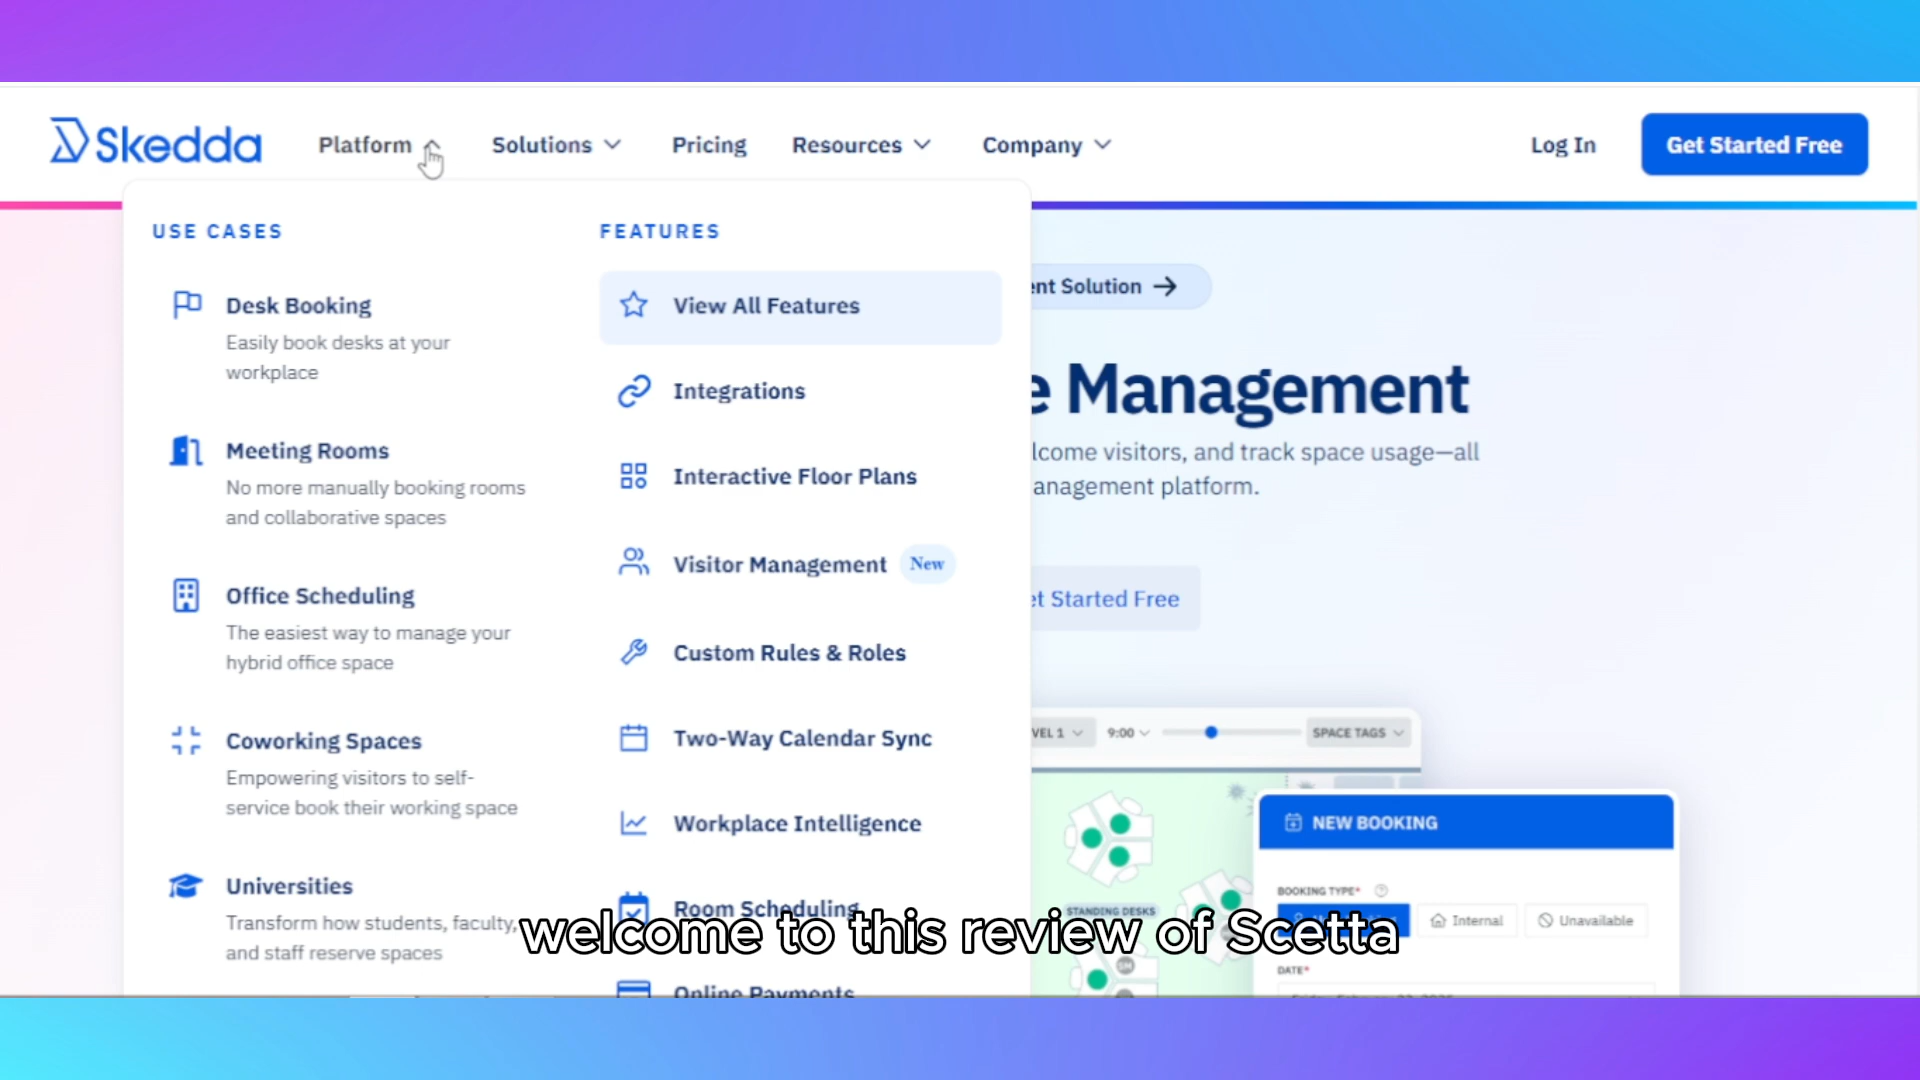 Skedda
Platform
Solutions
Pricing
Resources
Company
Log In
Get Started Free
USE CASES
Desk Booking
Easily book desks at your
workplace
Meeting Rooms
No more manually booking rooms
and collaborative spaces
Office Scheduling
The easiest way to manage your
hybrid office space
Coworking Spaces
Empowering visitors to self-
service book their working space
Universities
Transform how students, faculty,
and staff reserve spaces
FEATURES
View All Features
Integrations
Interactive Floor Plans
Visitor Management New
Custom Rules & Roles
Two-Way Calendar Sync
Workplace Intelligence
Room Scheduling
Online Payments
nt Solution
e Management
lcome visitors, and track space usage—all
anagement platform.
t Started Free
VEL 1
9:00
SPACE TAGS
STANDING DESKS
SM
NEW BOOKING
BOOKING TYPE*
Internal
Unavailable
DATE*
welcome to this review of Scetta